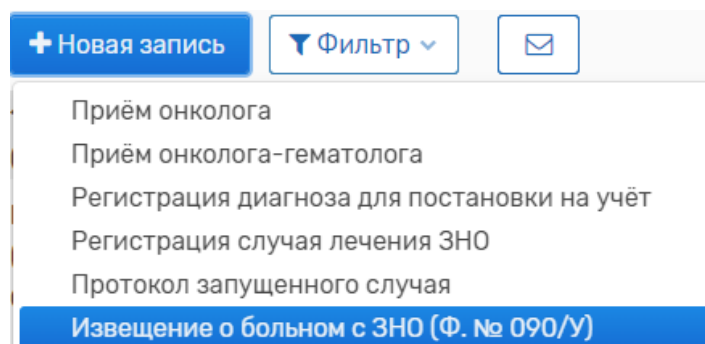 Новая запись Фильтр
Приём онколога
Приём онколога-гематолога
Регистрация диагноза для постановки на учёт
Регистрация случая лечения ЗНО
Протокол запущенного случая
Извещение о больном с ЗНО (Ф. № 090/У)